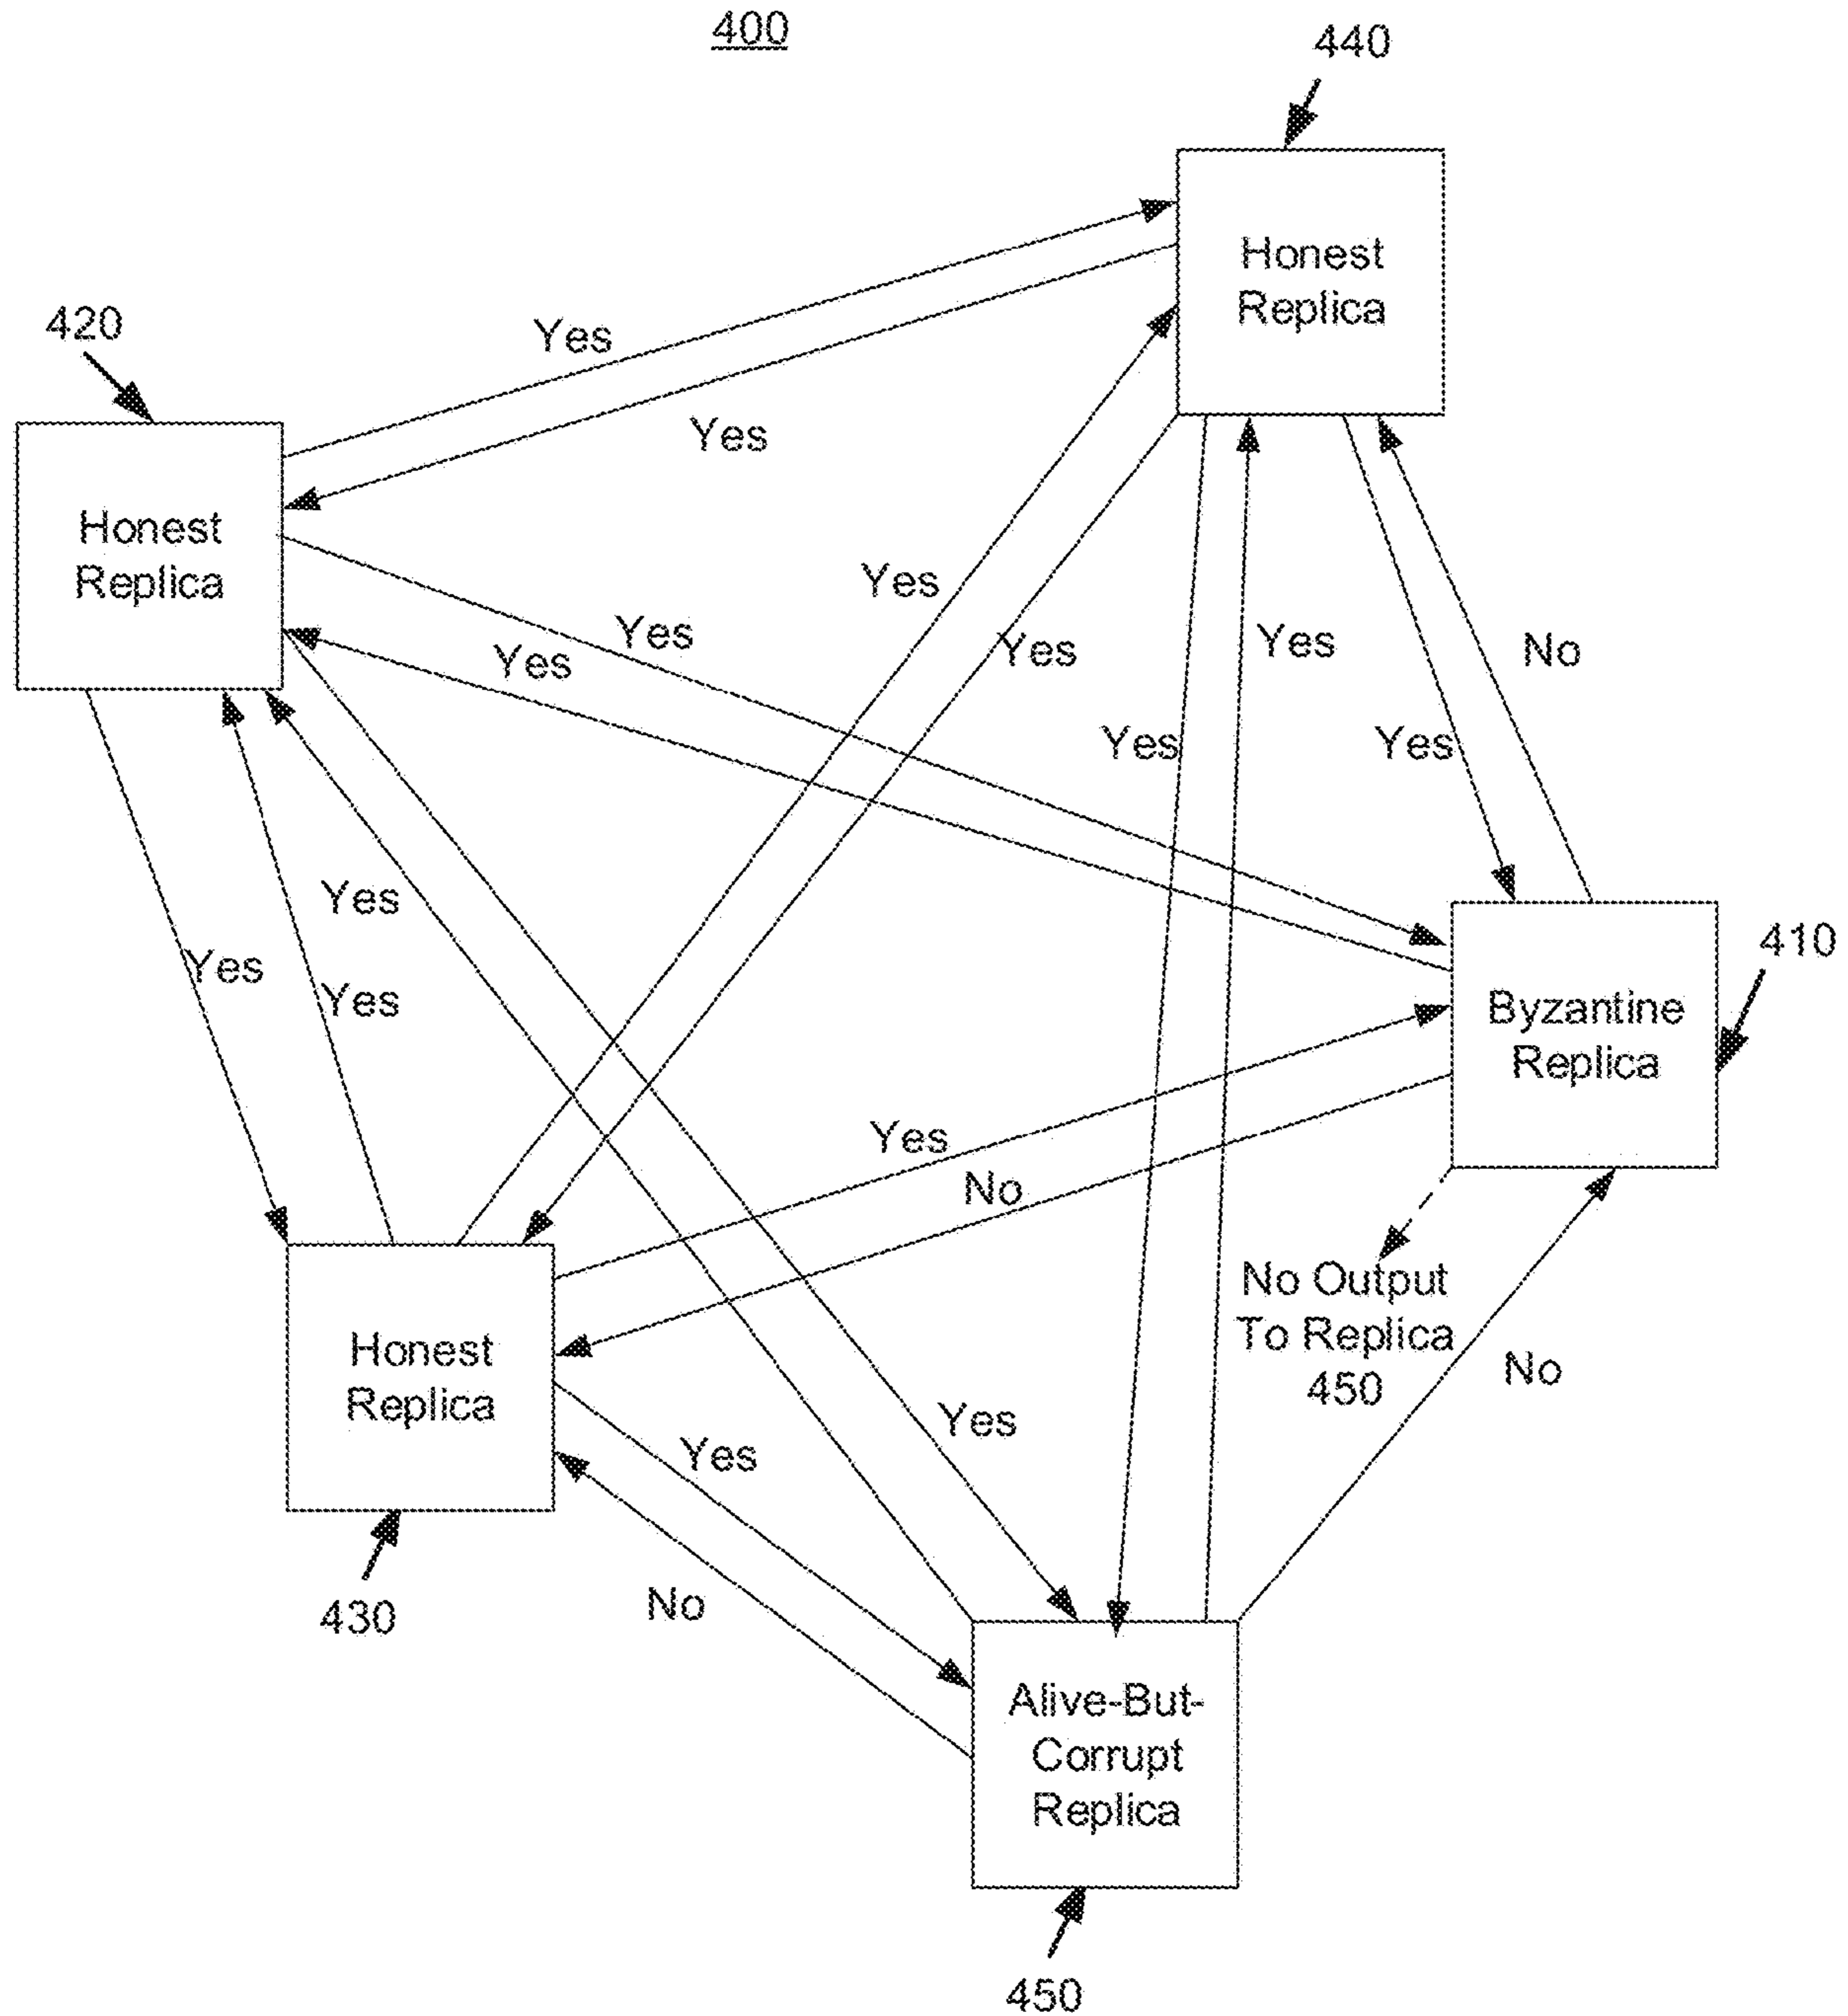 400
440
Honest
Replica
420
Yes
Yes
Honest
Replica
Yes
Yes
Yes
Yes
Yes
No
Yes
Yes
Yes
Yes
Yes
410
Byzantine
Replica
Yes
No
No Output
To Replica
450
Honest
Replica
No
Yes
Yes
No
430
Alive-But-
Corrupt
Replica
450